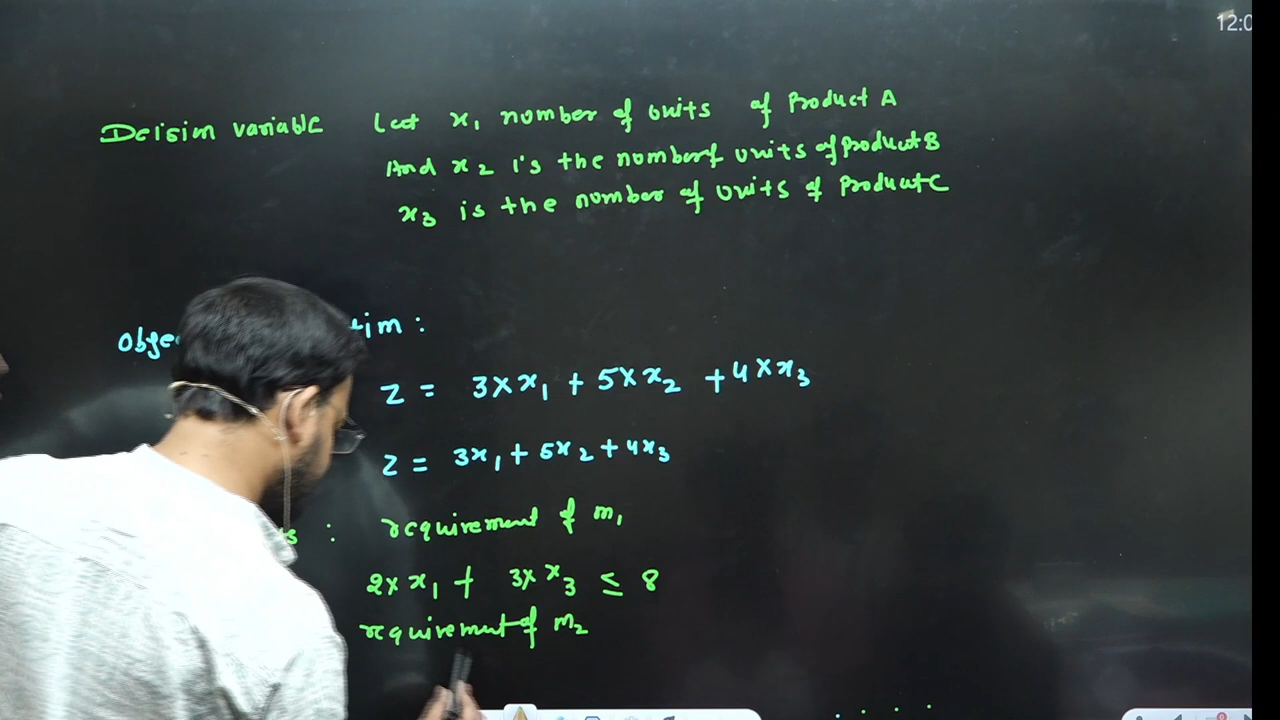 12:0
Decision variable Let x₁ number of units of Product A
And x₂ is the number of units of Product B
x₃ is the number of units of Product C
Objec tion :
Z = 3×x₁ + 5×x₂ + 4×x₃
Z = 3x₁ + 5x₂ + 4x₃
s : requirement of m₁
2×x₁ + 3×x₃ ≤ 8
requirement of m₂